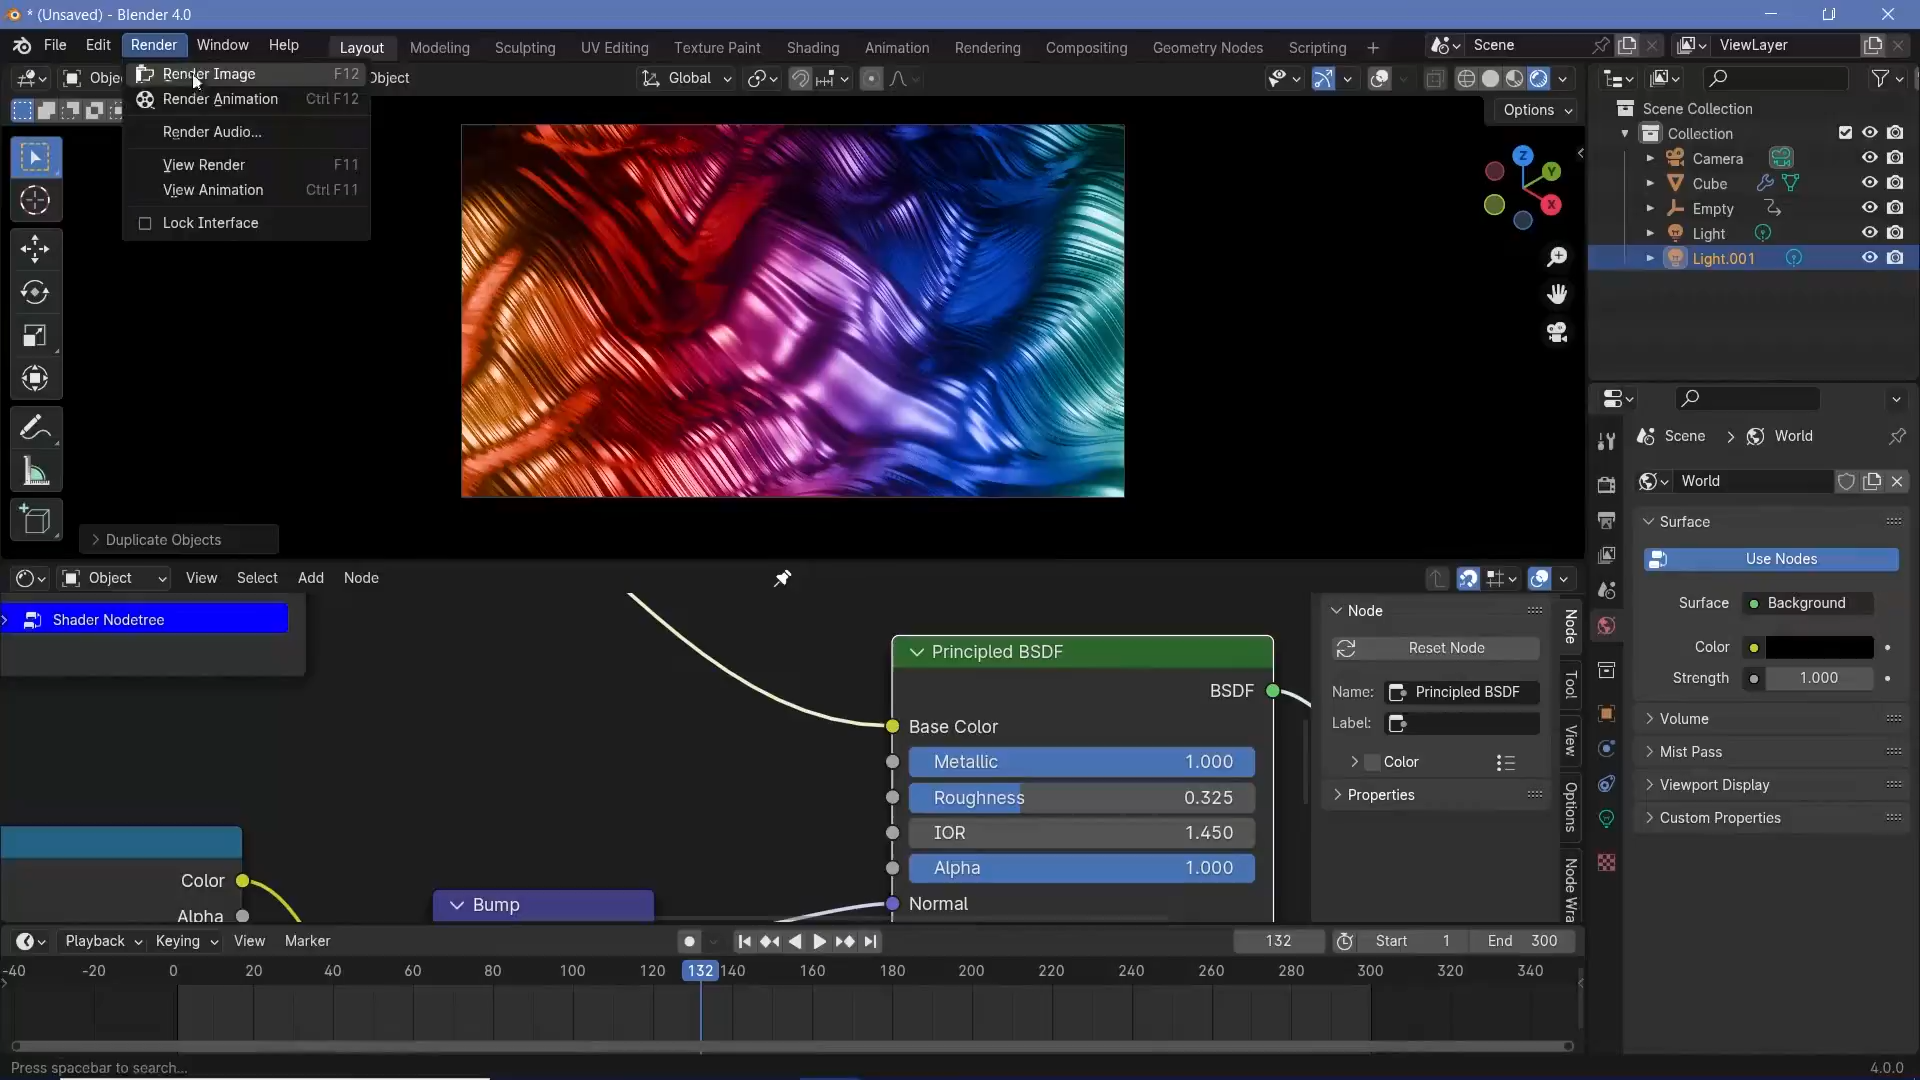 * (Unsaved) - Blender 4.0
File Edit Render Window Help Layout Modeling Sculpting UV Editing Texture Paint Shading Animation Rendering Compositing Geometry Nodes Scripting + Scene ViewLayer
Obje Object Global
Render Image F12
Render Animation Ctrl F12
Render Audio...
View Render F11
View Animation Ctrl F11
Lock Interface
Options
Z
Y
X
Duplicate Objects
Scene Collection
Collection
Camera
Cube
Empty
Light
Light.001
Scene > World
World
Surface
Use Nodes
Surface Background
Color
Strength 1.000
Volume
Mist Pass
Viewport Display
Custom Properties
Object View Select Add Node
Shader Nodetree
Principled BSDF
BSDF
Base Color
Metallic 1.000
Roughness 0.325
IOR 1.450
Alpha 1.000
Normal
Color
Alpha
Bump
Node
Reset Node
Name: Principled BSDF
Label:
Color
Properties
Node
Tool
View
Options
Node Wra
Playback Keying View Marker 132 Start 1 End 300
-40 -20 0 20 40 60 80 100 120 132 140 160 180 200 220 240 260 280 300 320 340
Press spacebar to search... 4.0.0